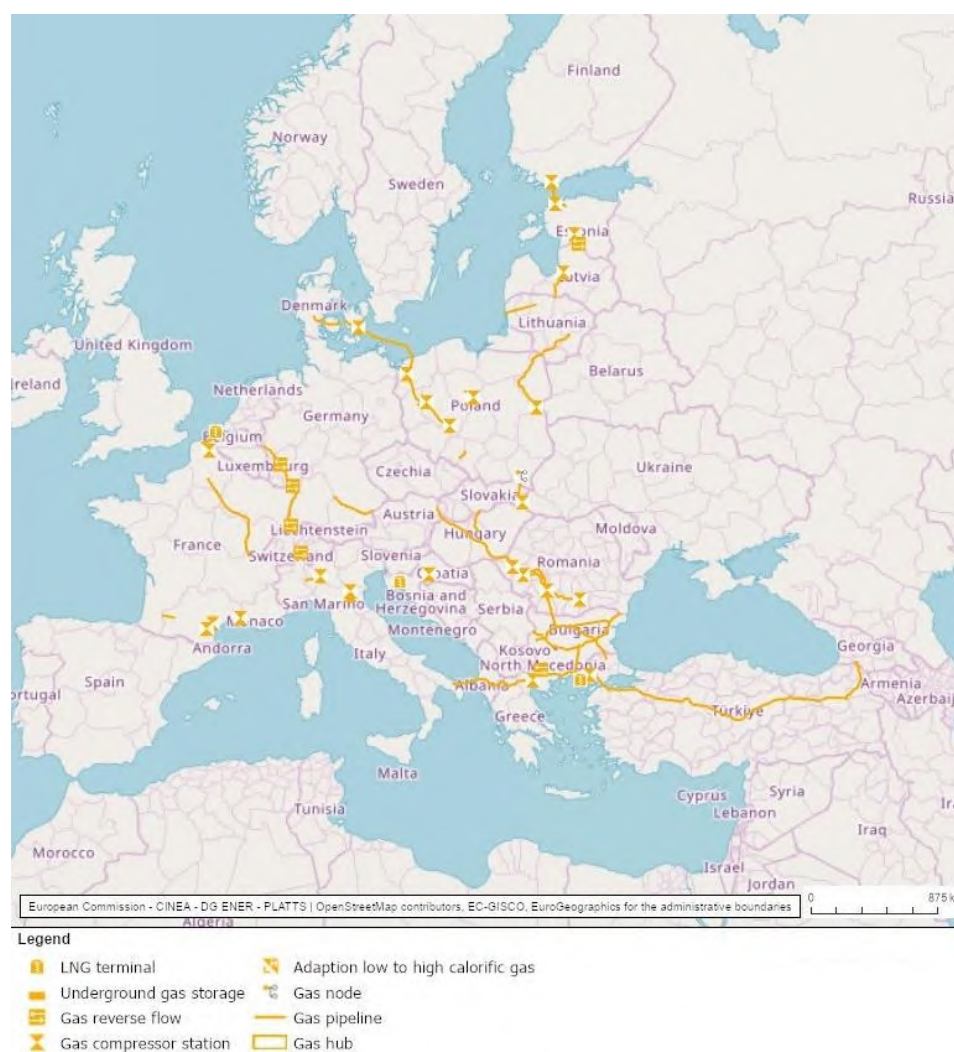 Finland
Norway
Sweden
Russia
Estonia
Latvia
Denmark
Lithuania
United Kingdom
Ireland
Belarus
Netherlands
Germany
Poland
Belgium
Luxembourg
Czechia
Ukraine
Slovakia
Austria
Liechtenstein
Hungary
Moldova
France
Switzerland
Slovenia
Romania
Croatia
San Marino
Bosnia and
Herzegovina
Serbia
Monaco
Montenegro
Bulgaria
Andorra
Italy
Kosovo
Georgia
North Macedonia
Spain
Albania
Armenia
ortugal
Azerbaij
Türkiye
Greece
Malta
Cyprus
Syria
Lebanon
Tunisia
Iraq
Ira
Morocco
Israel
Jordan
European Commission - CINEA - DG ENER - PLATTS | OpenStreetMap contributors, EC-GISCO, EuroGeographics for the administrative boundaries
0 875 k
Algeria
Legend
LNG terminal Adaption low to high calorific gas
Underground gas storage Gas node
Gas reverse flow Gas pipeline
Gas compressor station Gas hub